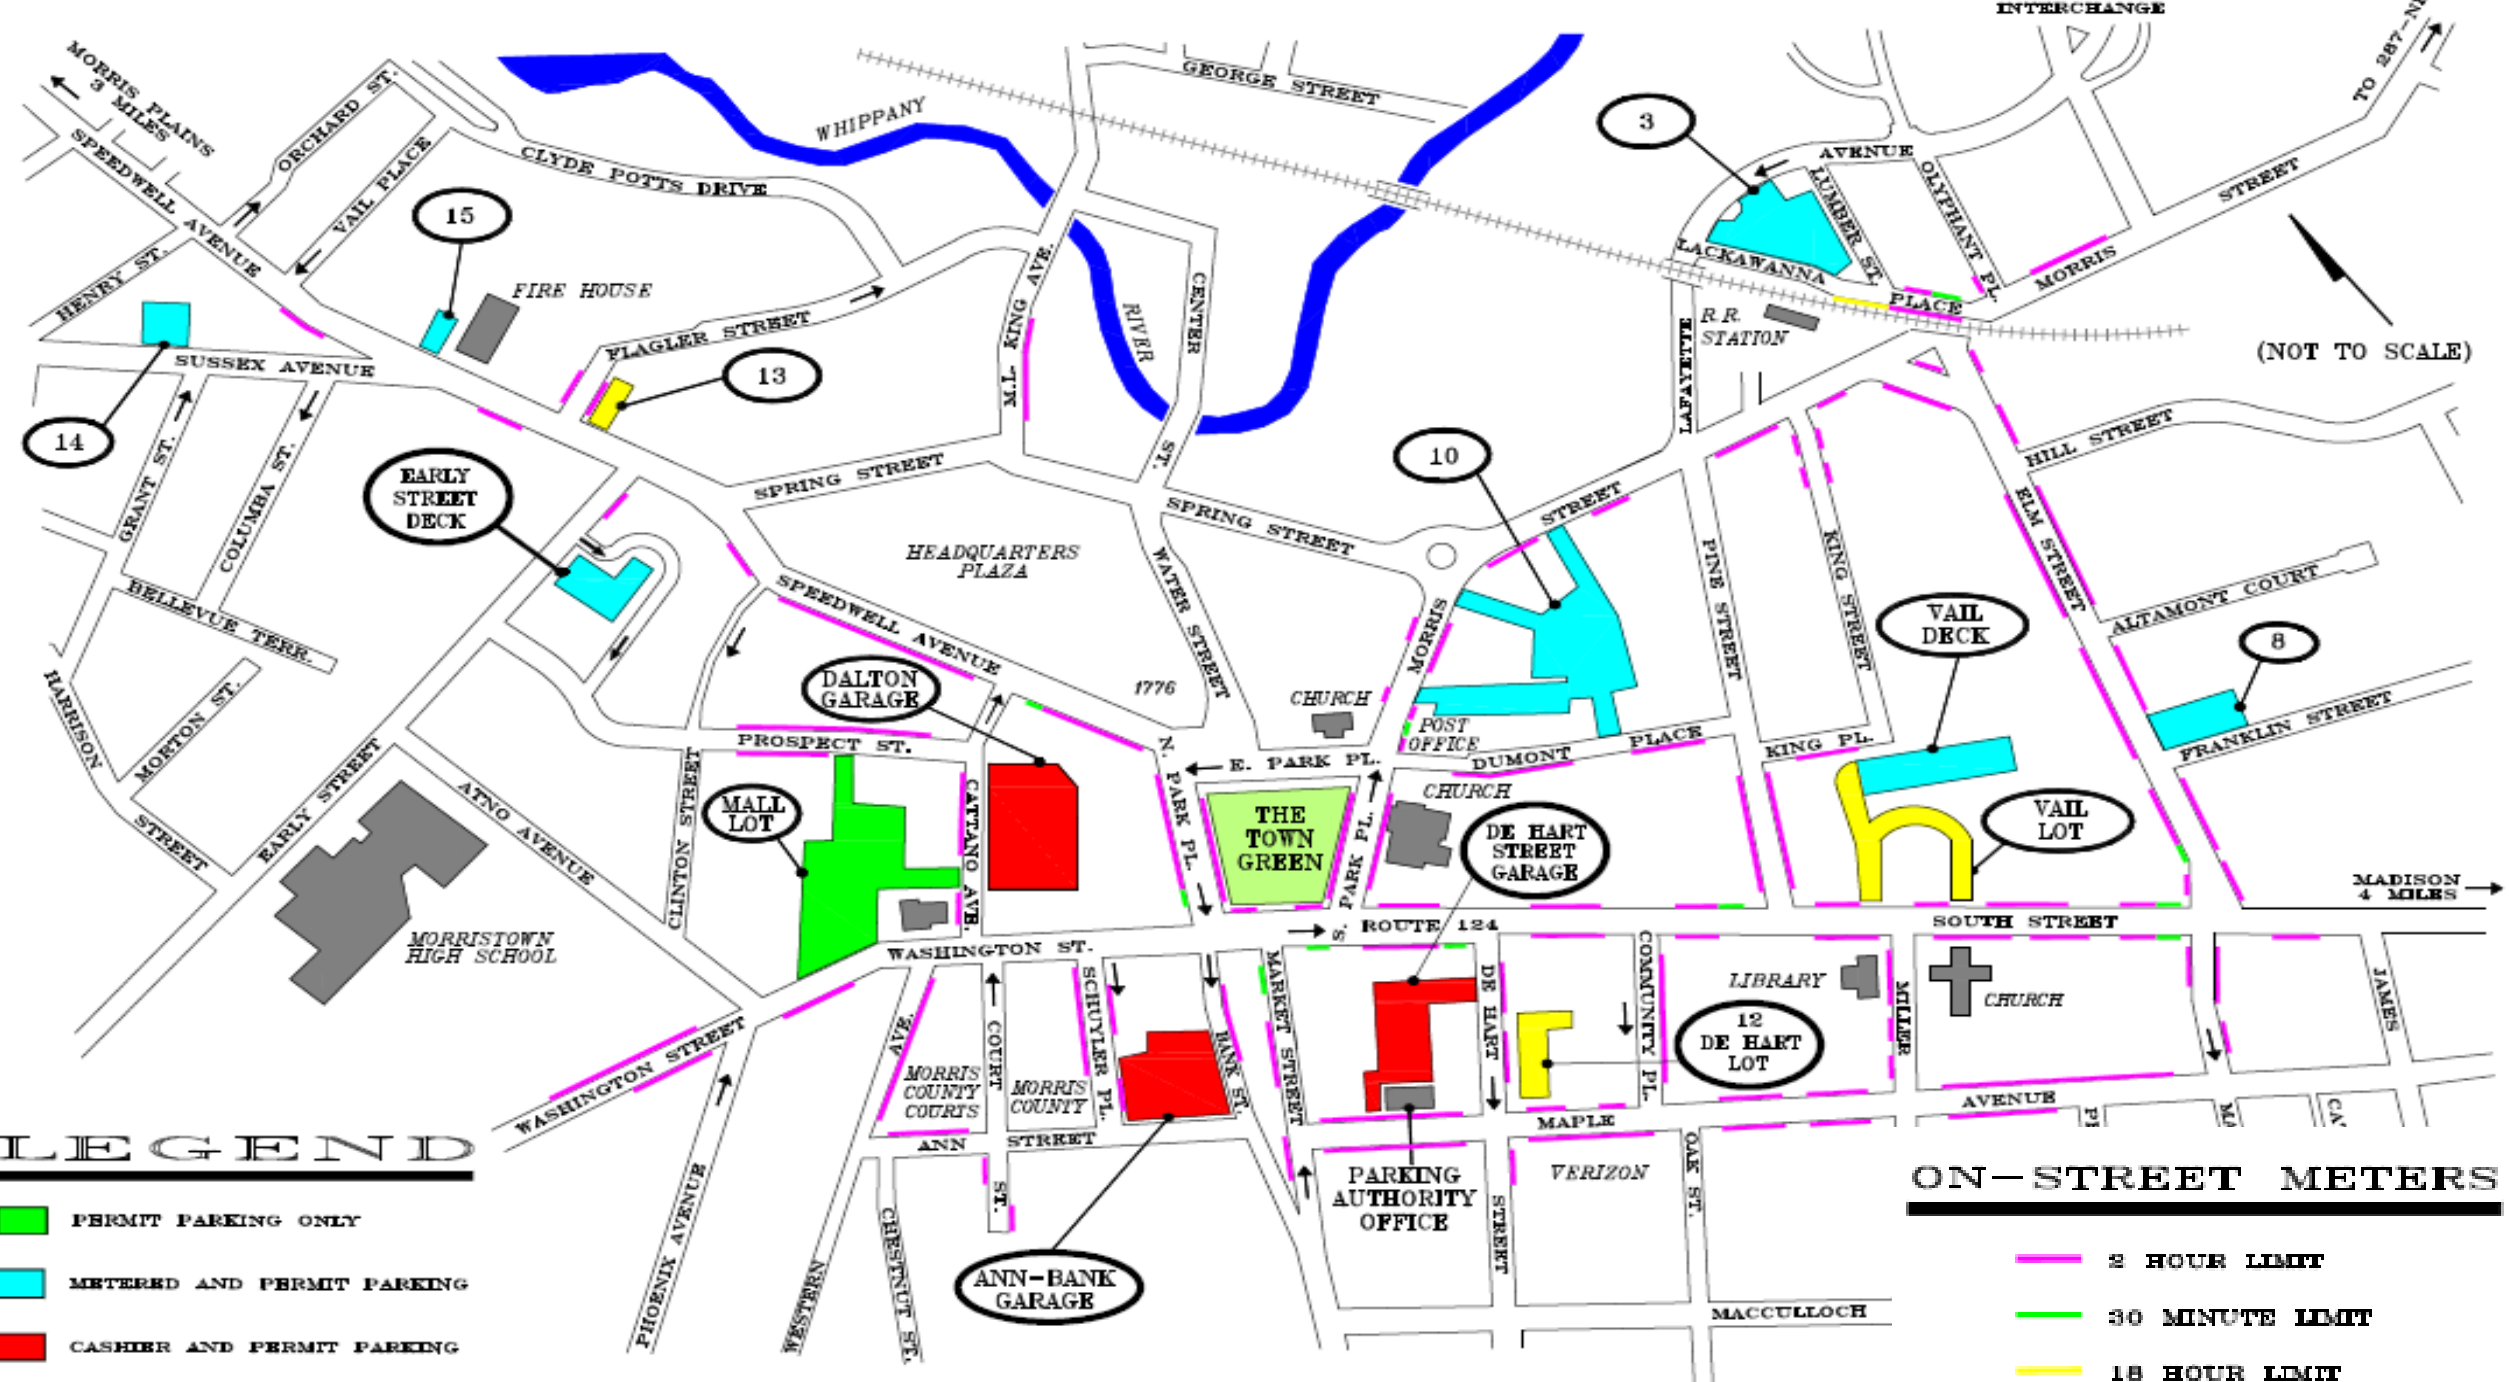 INTERCHANGE
MORRIS PLAINS
3 MILES
ORCHARD ST.
GEORGE STREET
WHIPPANY
3
SPEEDWELL AVENUE
VAIL PLACE
CLYDE POTTS DRIVE
AVENUE
LUMBER ST.
OLYPHANT PL.
MORRIS STREET
15
HENRY ST.
FIRE HOUSE
M.L. KING AVE.
RIVER
CENTER ST.
LACKAWANNA PLACE
R.R.
STATION
LAFAYETTE
(NOT TO SCALE)
FLAGLER STREET
SUSSEX AVENUE
13
14
GRANT ST.
COLUMBA ST.
EARLY
STREET
DECK
SPRING STREET
SPRING STREET
10
MORRIS STREET
HILL STREET
ELM STREET
HEADQUARTERS
PLAZA
WATER STREET
PINE STREET
KING STREET
ALTAMONT COURT
BELLEVUE TERR.
SPEEDWELL AVENUE
VAIL
DECK
8
HARRISON STREET
MORTON ST.
DALTON
GARAGE
1776
CHURCH
POST
OFFICE
FRANKLIN STREET
PROSPECT ST.
N. PARK PL.
E. PARK PL.
DUMONT PLACE
KING PL.
EARLY STREET
ATNO AVENUE
CLINTON STREET
MALL
LOT
CATTANO AVE.
THE
TOWN
GREEN
S. PARK PL.
CHURCH
DE HART
STREET
GARAGE
VAIL
LOT
MADISON
4 MILES
MORRISTOWN
HIGH SCHOOL
WASHINGTON ST.
ROUTE 124
SOUTH STREET
WASHINGTON STREET
AVE.
COURT
SCHUYLER PL.
BANK ST.
MARKET STREET
DE HART
COMMUNITY PL.
LIBRARY
MILLER
CHURCH
JAMES
12
DE HART
LOT
MORRIS
COUNTY
COURTS
MORRIS
COUNTY
ANN STREET
MAPLE
AVENUE
ST.
PHOENIX AVENUE
WESTERN
CHESTNUT ST.
PARKING
AUTHORITY
OFFICE
STREET
VERIZON
OAK ST.
MACCULLOCH
ANN-BANK
GARAGE
LEGEND
PERMIT PARKING ONLY
METERED AND PERMIT PARKING
CASHIER AND PERMIT PARKING
ON-STREET METERS
2 HOUR LIMIT
30 MINUTE LIMIT
18 HOUR LIMIT